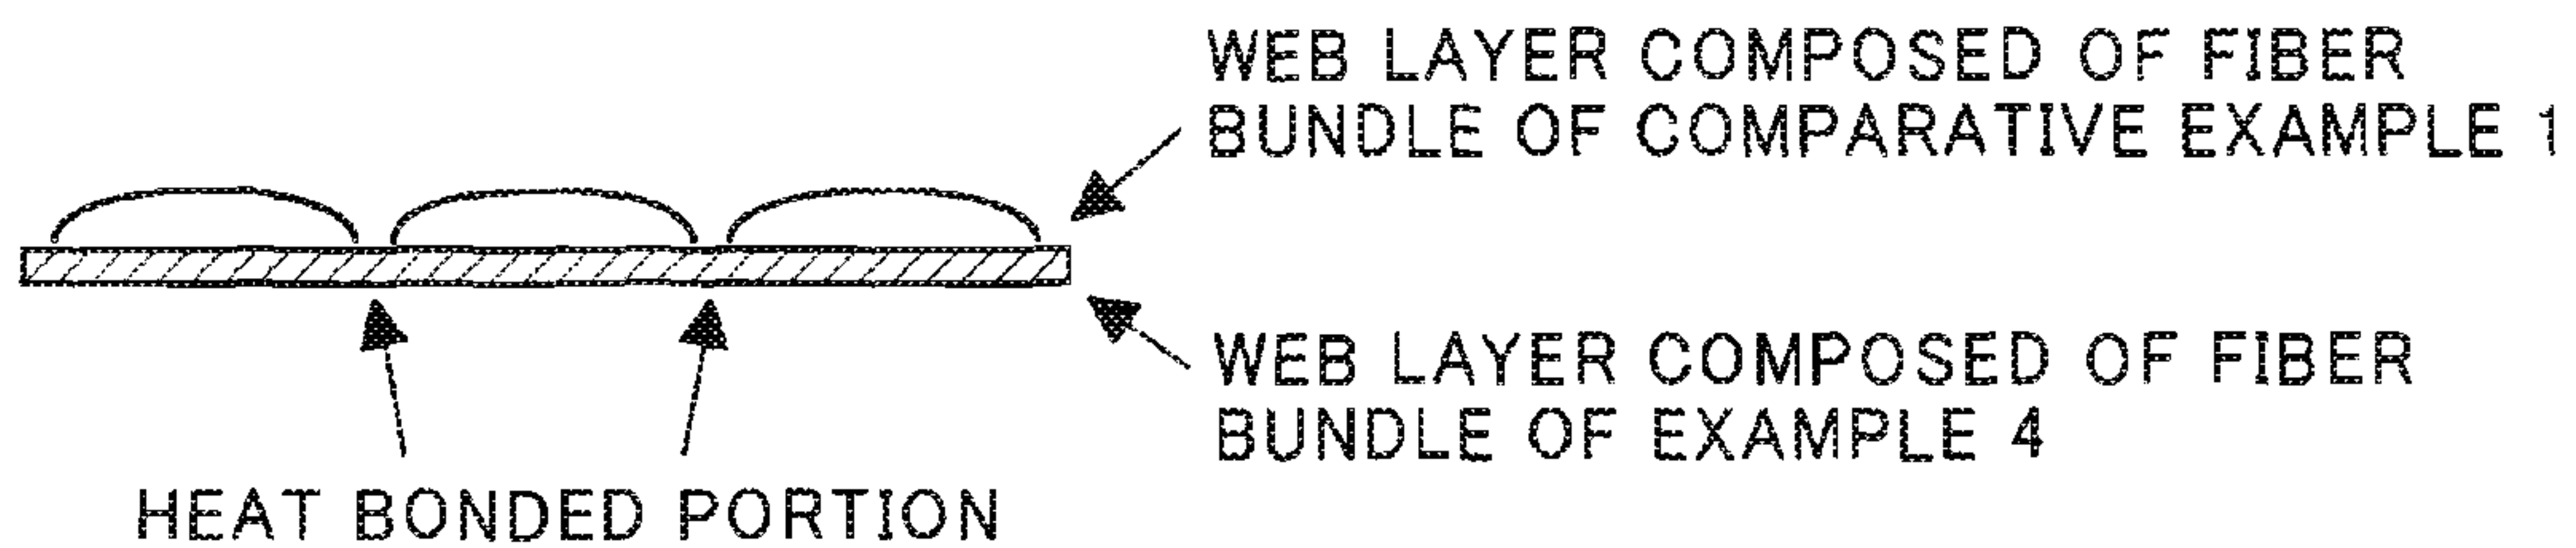 WEB LAYER COMPOSED OF FIBER
BUNDLE OF COMPARATIVE EXAMPLE 1
WEB LAYER COMPOSED OF FIBER
BUNDLE OF EXAMPLE 4
HEAT BONDED PORTION